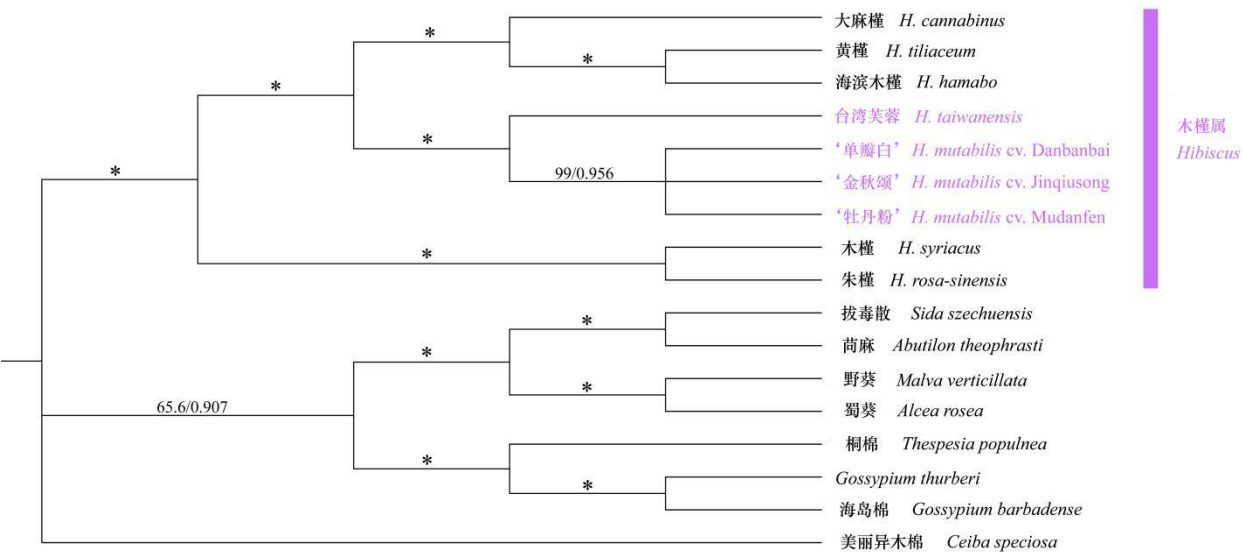 大麻槿 H. cannabinus
*
黄槿 H. tiliaceum
*
海滨木槿 H. hamabo
*
台湾芙蓉 H. taiwanensis
*
‘单瓣白’ H. mutabilis cv. Danbanbai
99/0.956
‘金秋颂’ H. mutabilis cv. Jinqiusong
‘牡丹粉’ H. mutabilis cv. Mudanfen
*
木槿 H. syriacus
*
朱槿 H. rosa-sinensis
木槿属
Hibiscus
拔毒散 Sida szechuensis
*
苘麻 Abutilon theophrasti
*
野葵 Malva verticillata
*
蜀葵 Alcea rosea
65.6/0.907
桐棉 Thespesia populnea
*
Gossypium thurberi
*
海岛棉 Gossypium barbadense
美丽异木棉 Ceiba speciosa